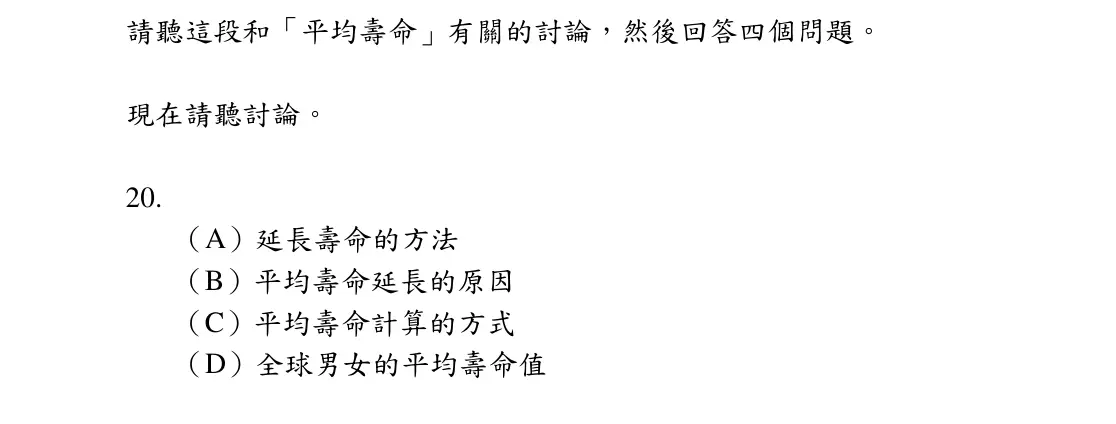 請聽這段和「平均壽命」有關的討論，然後回答四個問題。
現在請聽討論。
20.
（A）延長壽命的方法
（B）平均壽命延長的原因
（C）平均壽命計算的方式
（D）全球男女的平均壽命值